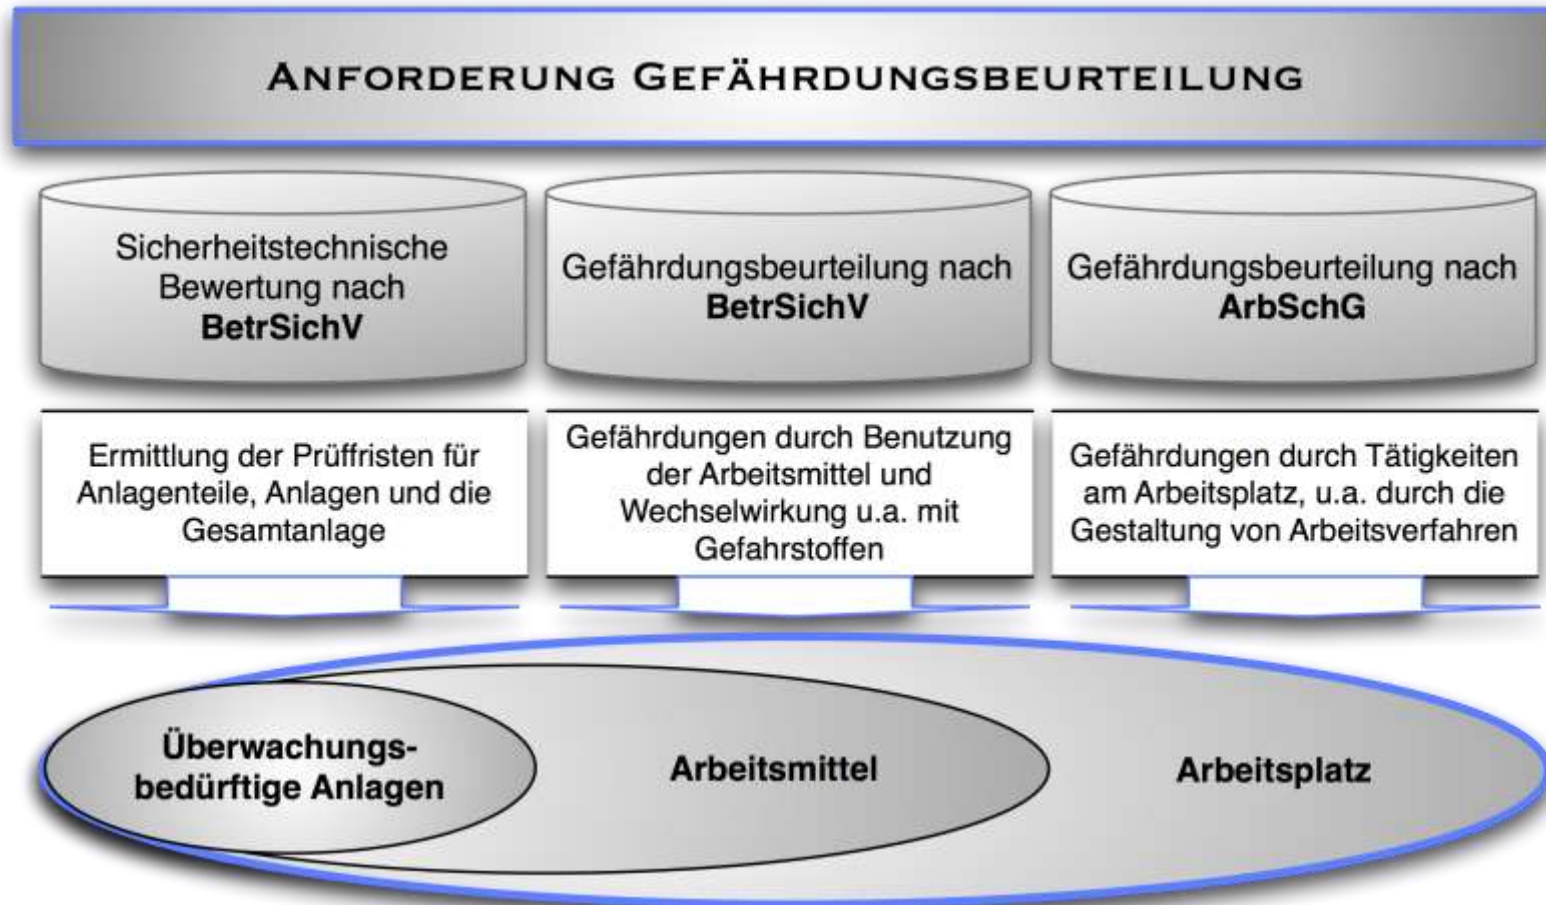 ANFORDERUNG GEFÄHRDUNGSBEURTEILUNG
Sicherheitstechnische
Bewertung nach
BetrSichV
Gefährdungsbeurteilung nach
BetrSichV
Gefährdungsbeurteilung nach
ArbSchG
Ermittlung der Prüffristen für
Anlagenteile, Anlagen und die
Gesamtanlage
Gefährdungen durch Benutzung
der Arbeitsmittel und
Wechselwirkung u.a. mit
Gefahrstoffen
Gefährdungen durch Tätigkeiten
am Arbeitsplatz, u.a. durch die
Gestaltung von Arbeitsverfahren
Überwachungs-
bedürftige Anlagen
Arbeitsmittel
Arbeitsplatz